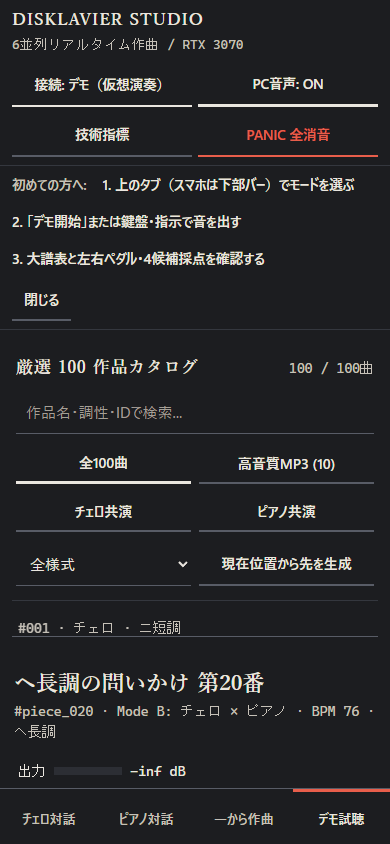 DISKLAVIER STUDIO
6並列リアルタイム作曲 / RTX 3070
接続: デモ（仮想演奏）
PC音声: ON
技術指標
PANIC 全消音
初めての方へ: 1. 上のタブ（スマホは下部バー）でモードを選ぶ
2. 「デモ開始」または鍵盤・指示で音を出す
3. 大譜表と左右ペダル・4候補採点を確認する
閉じる
厳選 100 作品カタログ
100 / 100曲
作品名・調性・IDで検索…
全100曲
高音質MP3 (10)
チェロ共演
ピアノ共演
全様式
現在位置から先を生成
#001 · チェロ · ニ短調
ヘ長調の問いかけ 第20番
#piece_020 · Mode B: チェロ × ピアノ · BPM 76 ·
ヘ長調
出力
−inf dB
チェロ対話
ピアノ対話
一から作曲
デモ試聴